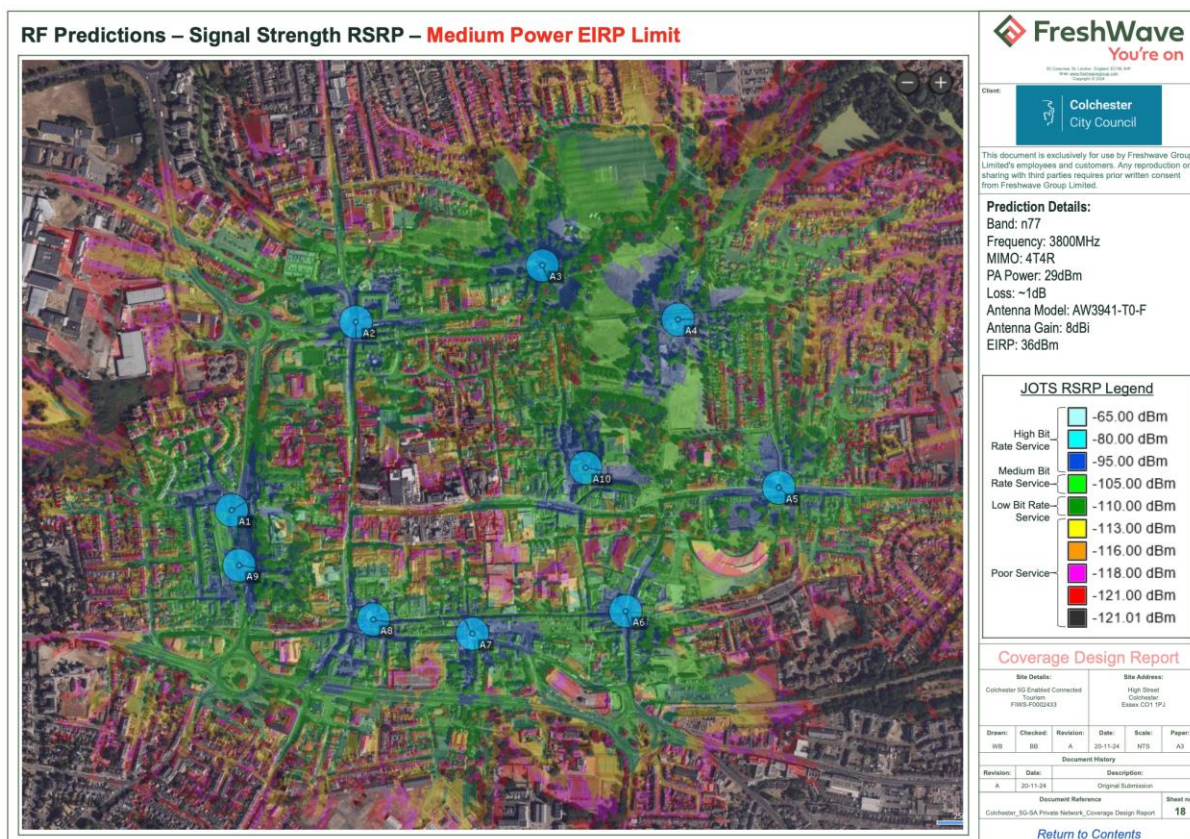 RF Predictions – Signal Strength RSRP – Medium Power EIRP Limit
A3
A2
A4
A10
A5
A1
A9
A6
A8
A7
FreshWave
You're on
Client:
Colchester
City Council
This document is exclusively for use by Freshwave Group
Limited's employees and customers. Any reproduction or
sharing with third parties requires prior written consent
from Freshwave Group Limited.
Prediction Details:
Band: n77
Frequency: 3800MHz
MIMO: 4T4R
PA Power: 29dBm
Loss: ~1dB
Antenna Model: AW3941-T0-F
Antenna Gain: 8dBi
EIRP: 36dBm
JOTS RSRP Legend
High Bit
Rate Service
Medium Bit
Rate Service
Low Bit Rate
Service
Poor Service
-65.00 dBm
-80.00 dBm
-95.00 dBm
-105.00 dBm
-110.00 dBm
-113.00 dBm
-116.00 dBm
-118.00 dBm
-121.00 dBm
-121.01 dBm
Coverage Design Report
Site Details: Site Address:
Colchester 5G Enabled Connected
Tourism
FIWS-F0002433
High Street
Colchester
Essex CO1 1PJ
Drawn: Checked: Revision: Date: Scale: Paper:
WB BB A 20-11-24 NTS A3
Document History
Revision: Date: Description:
A 20-11-24 Original Submission
Document Reference Sheet no
Colchester_5G-SA Private Network_Coverage Design Report 18
Return to Contents